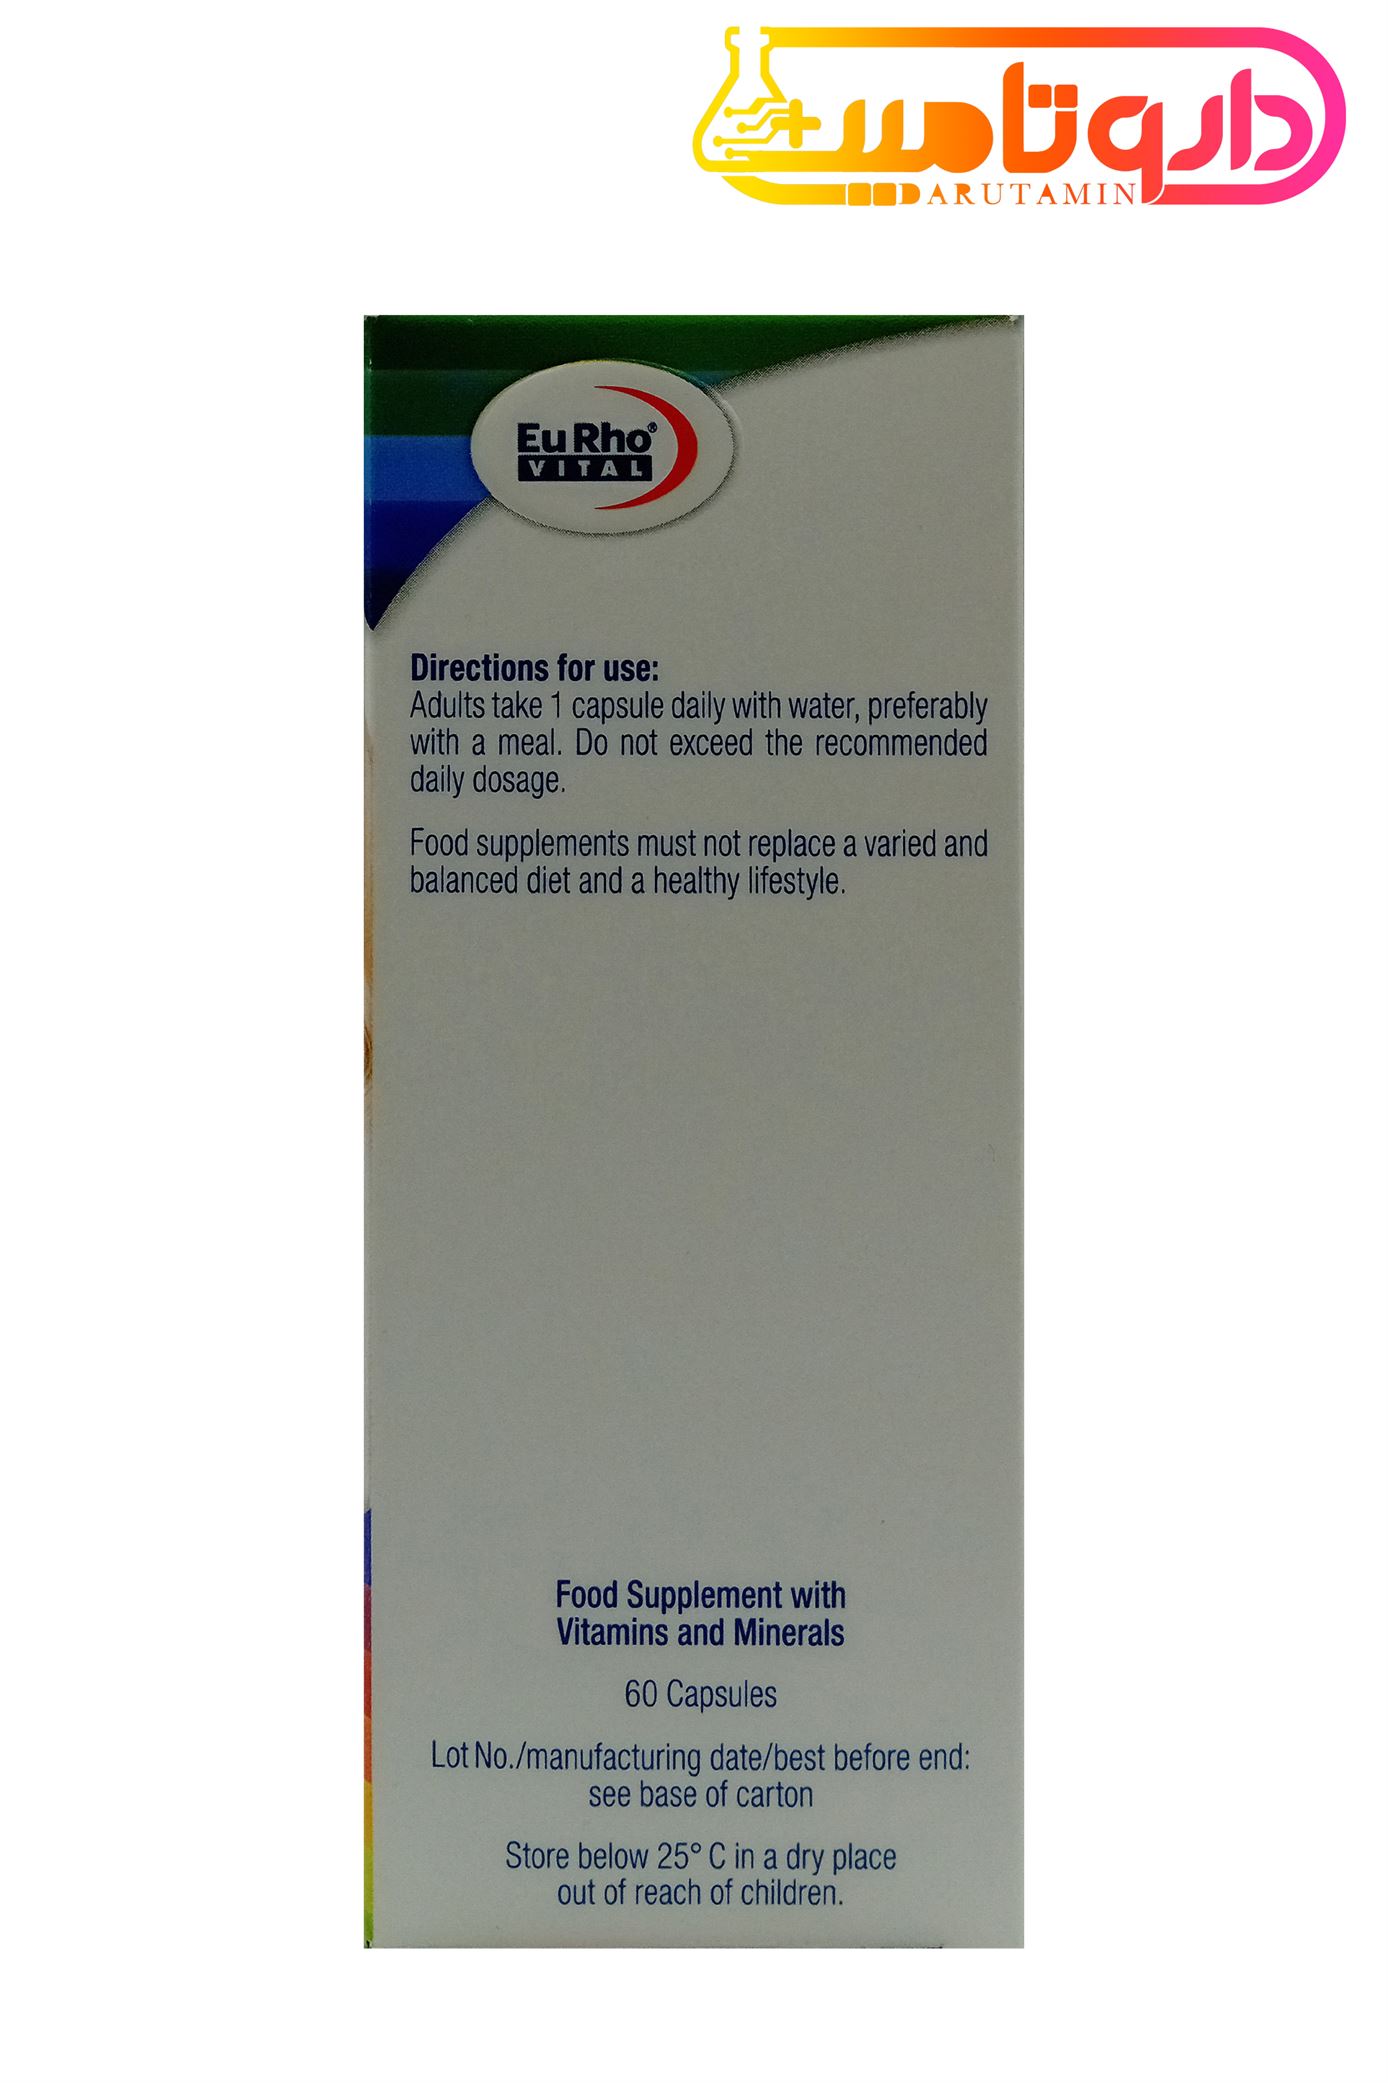 داروتامین
DARUTAMIN
EuRho®
VITAL
Directions for use:
Adults take 1 capsule daily with water, preferably
with a meal. Do not exceed the recommended
daily dosage.
Food supplements must not replace a varied and
balanced diet and a healthy lifestyle.
Food Supplement with
Vitamins and Minerals
60 Capsules
Lot No./manufacturing date/best before end:
see base of carton
Store below 25° C in a dry place
out of reach of children.